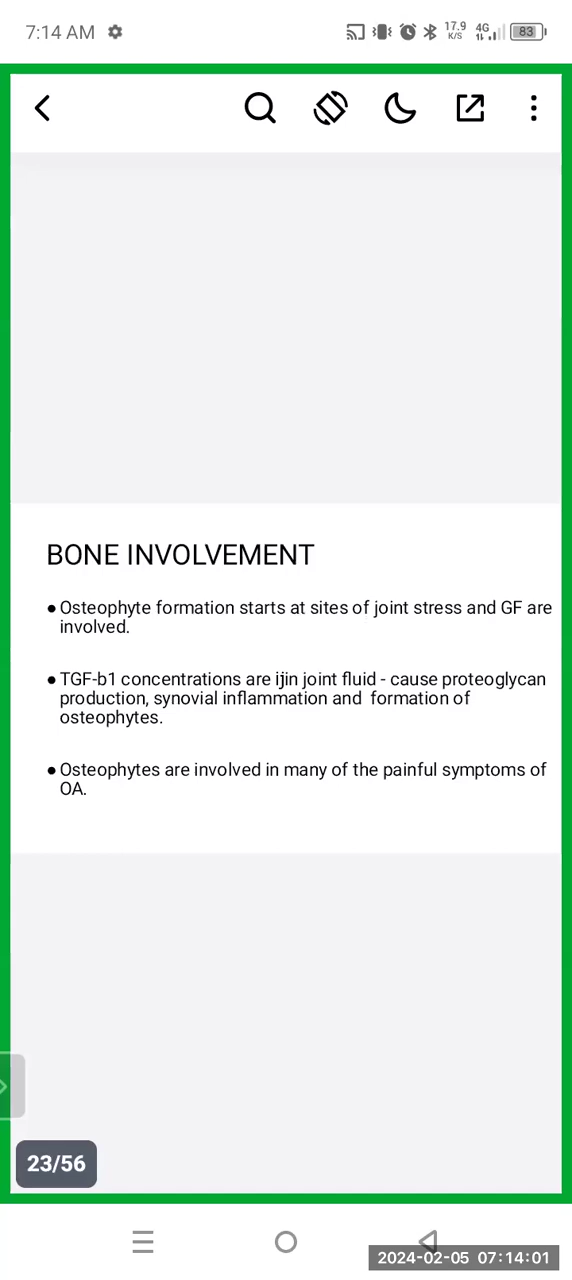 7:14 AM
17.9
K/S
4G
83
BONE INVOLVEMENT
● Osteophyte formation starts at sites of joint stress and GF are
involved.
● TGF-b1 concentrations are ijin joint fluid - cause proteoglycan
production, synovial inflammation and formation of
osteophytes.
● Osteophytes are involved in many of the painful symptoms of
OA.
23/56
2024-02-05 07:14:01